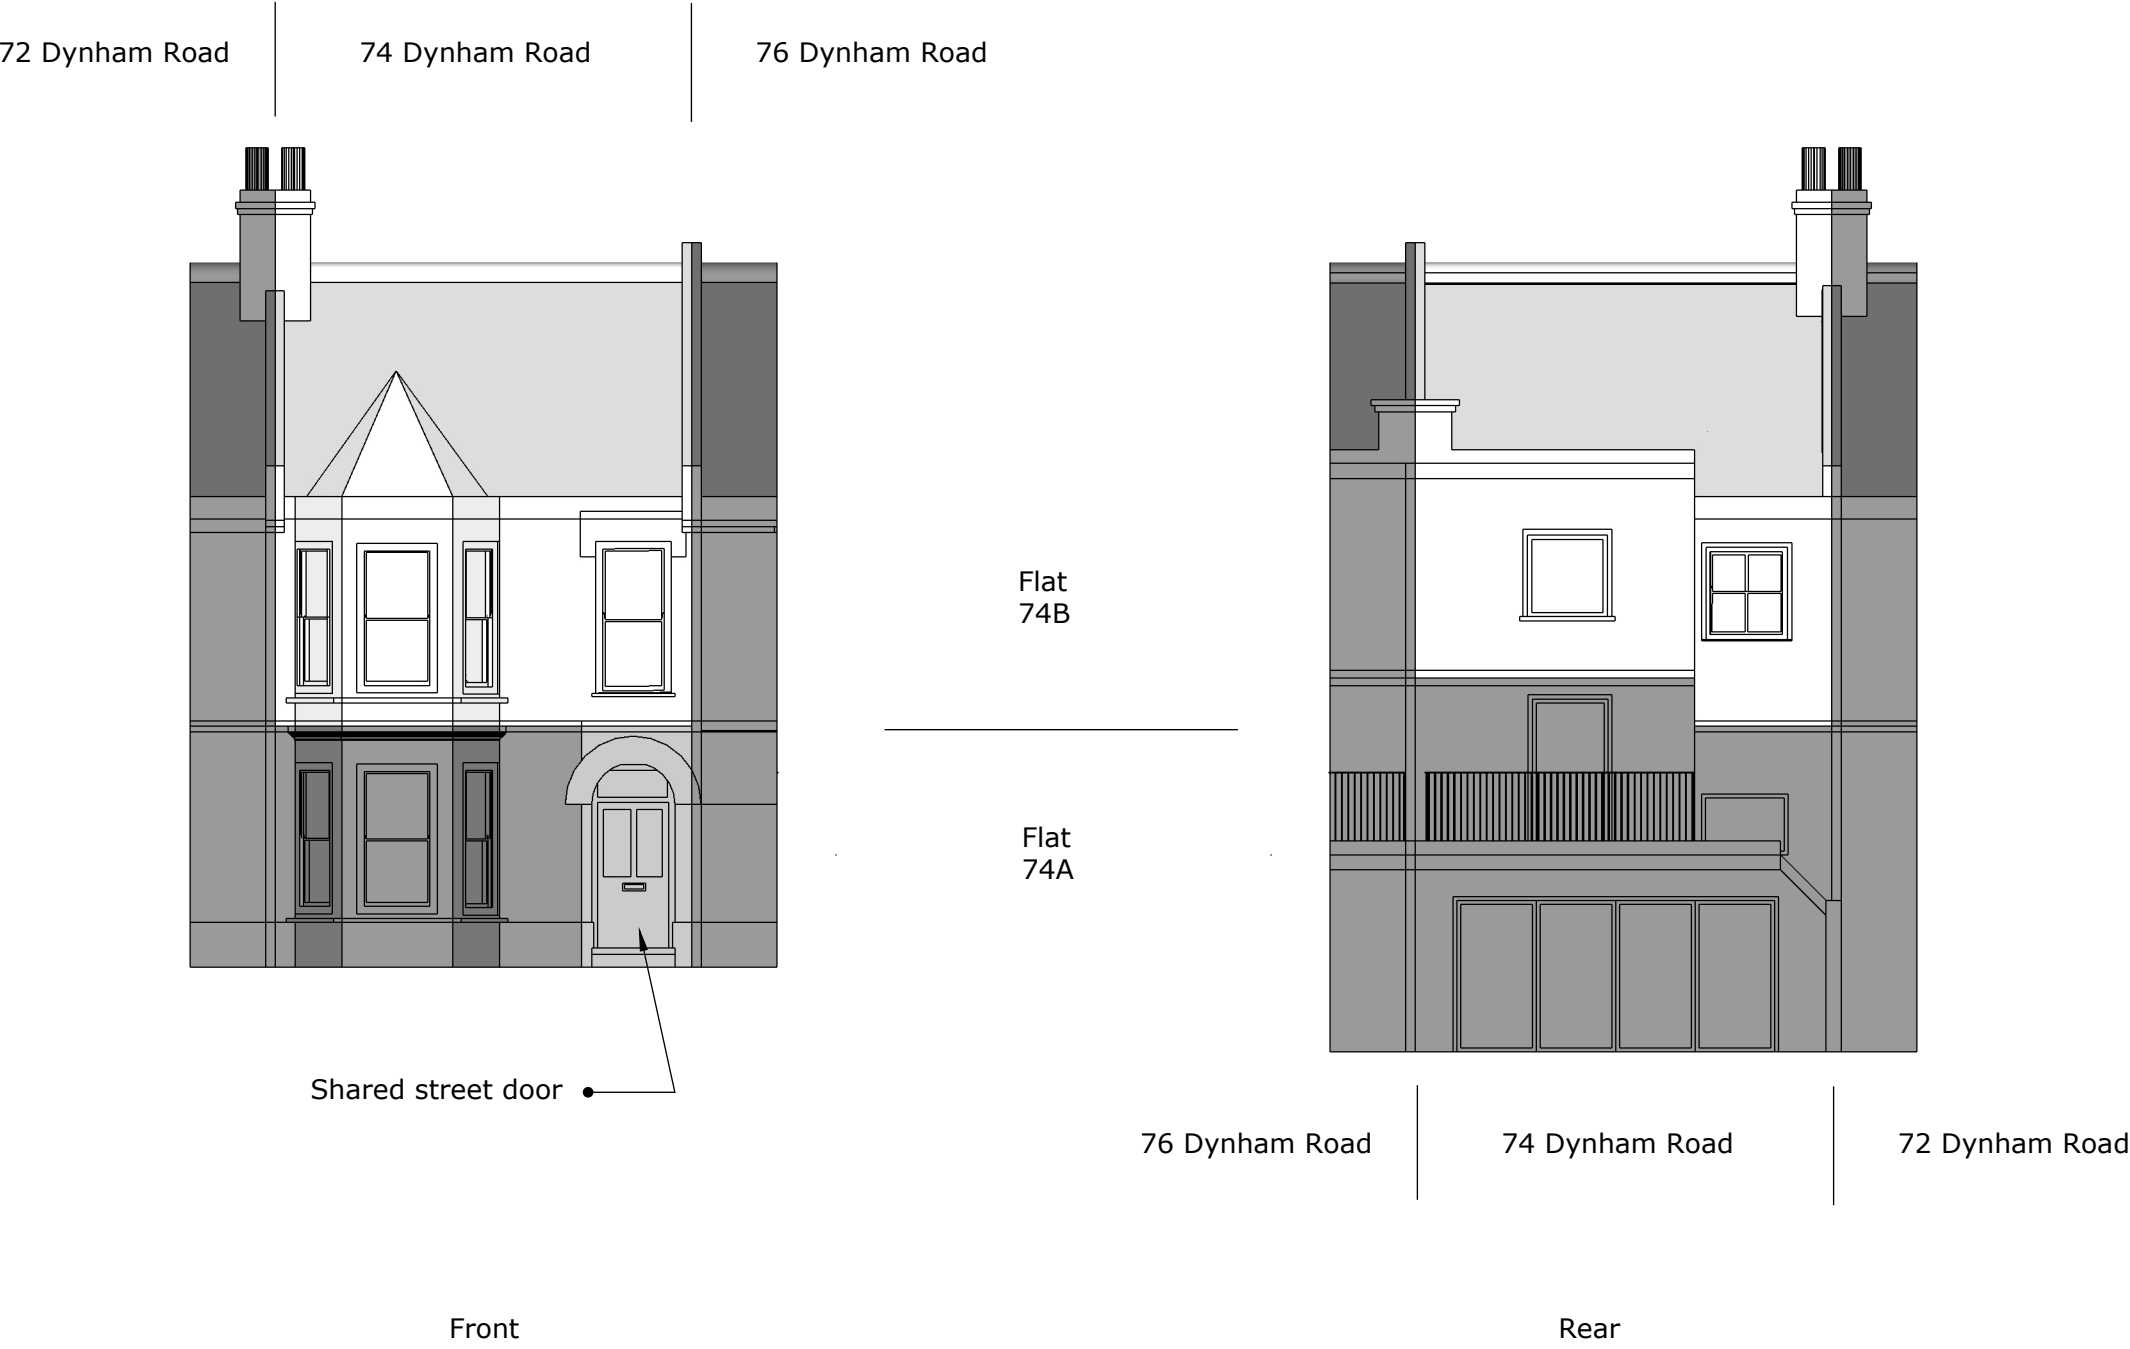 72 Dynham Road
74 Dynham Road
76 Dynham Road
Flat
74B
Flat
74A
Shared street door
76 Dynham Road
74 Dynham Road
72 Dynham Road
Front
Rear